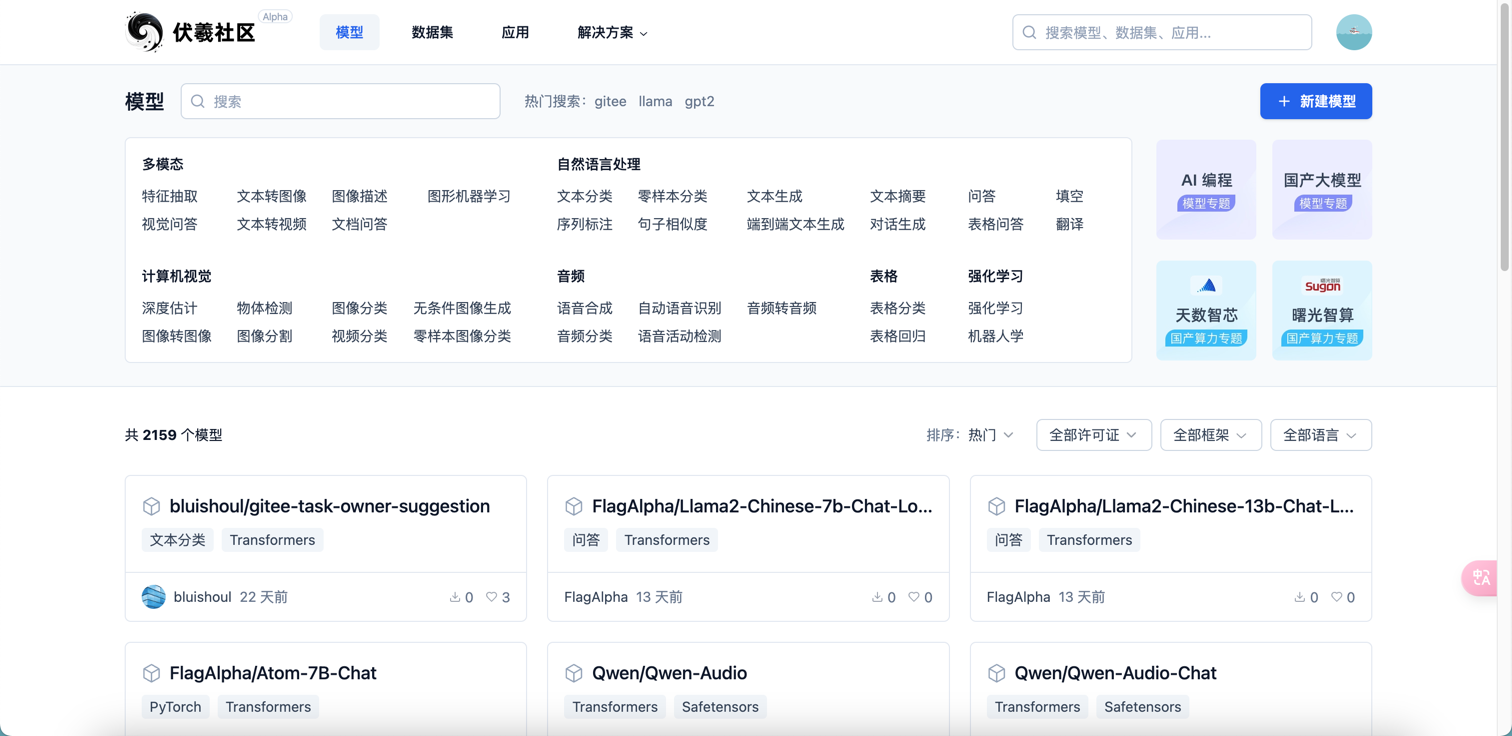 伏羲社区 Alpha 模型 数据集 应用 解决方案 搜索模型、数据集、应用...
模型 搜索 热门搜索： gitee llama gpt2 + 新建模型
多模态
特征抽取 文本转图像 图像描述 图形机器学习
视觉问答 文本转视频 文档问答
自然语言处理
文本分类 零样本分类 文本生成 文本摘要 问答 填空
序列标注 句子相似度 端到端文本生成 对话生成 表格问答 翻译
计算机视觉
深度估计 物体检测 图像分类 无条件图像生成
图像转图像 图像分割 视频分类 零样本图像分类
音频
语音合成 自动语音识别 音频转音频
音频分类 语音活动检测
表格
表格分类
表格回归
强化学习
强化学习
机器人学
AI 编程
模型专题
国产大模型
模型专题
天数智芯
国产算力专题
Sugon
曙光智算
国产算力专题
共 2159 个模型 排序： 热门 全部许可证 全部框架 全部语言
bluishoul/gitee-task-owner-suggestion
文本分类 Transformers
bluishoul 22 天前 0 3
FlagAlpha/Llama2-Chinese-7b-Chat-Lo...
问答 Transformers
FlagAlpha 13 天前 0 0
FlagAlpha/Llama2-Chinese-13b-Chat-L...
问答 Transformers
FlagAlpha 13 天前 0 0
FlagAlpha/Atom-7B-Chat
PyTorch Transformers
Qwen/Qwen-Audio
Transformers Safetensors
Qwen/Qwen-Audio-Chat
Transformers Safetensors